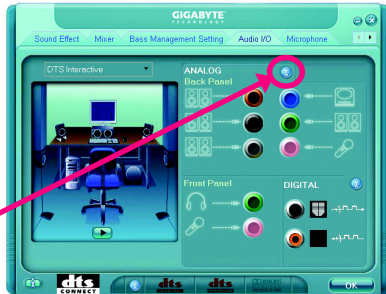 GIGABYTE
TECHNOLOGY
Sound Effect Mixer Bass Management Setting Audio I/O Microphone
DTS Interactive
ANALOG
Back Panel
Front Panel
DIGITAL
dts
CONNECT
dts
dts
OK